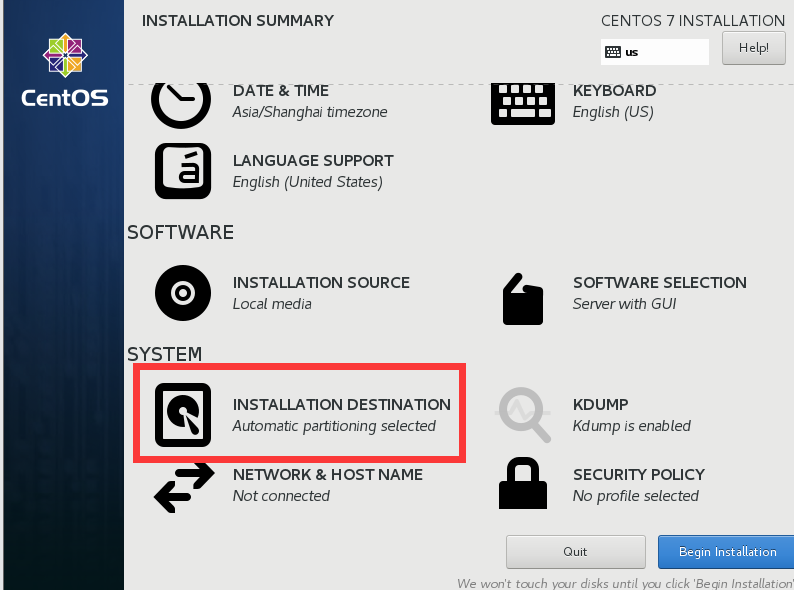 INSTALLATION SUMMARY
CENTOS 7 INSTALLATION
us
Help!
CentOS
DATE & TIME
Asia/Shanghai timezone
KEYBOARD
English (US)
á
LANGUAGE SUPPORT
English (United States)
SOFTWARE
INSTALLATION SOURCE
Local media
SOFTWARE SELECTION
Server with GUI
SYSTEM
INSTALLATION DESTINATION
Automatic partitioning selected
KDUMP
Kdump is enabled
NETWORK & HOST NAME
Not connected
SECURITY POLICY
No profile selected
Quit
Begin Installation
We won't touch your disks until you click 'Begin Installation'